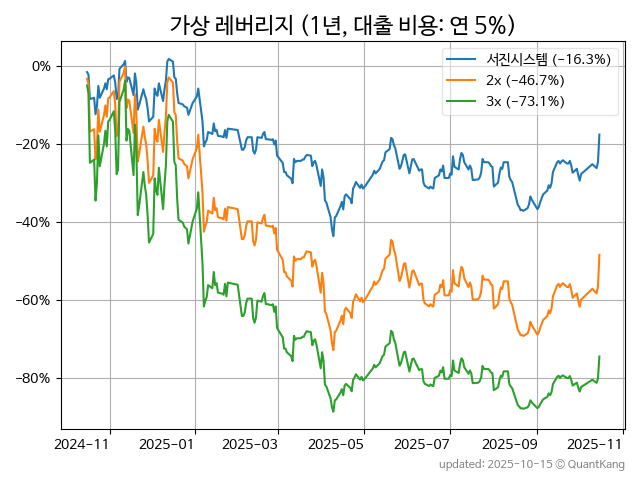 가상 레버리지 (1년, 대출 비용: 연 5%)
서진시스템 (−16.3%)
2x (−46.7%)
3x (−73.1%)
0%
−20%
−40%
−60%
−80%
2024-11 2025-01 2025-03 2025-05 2025-07 2025-09 2025-11
updated: 2025-10-15 © QuantKang